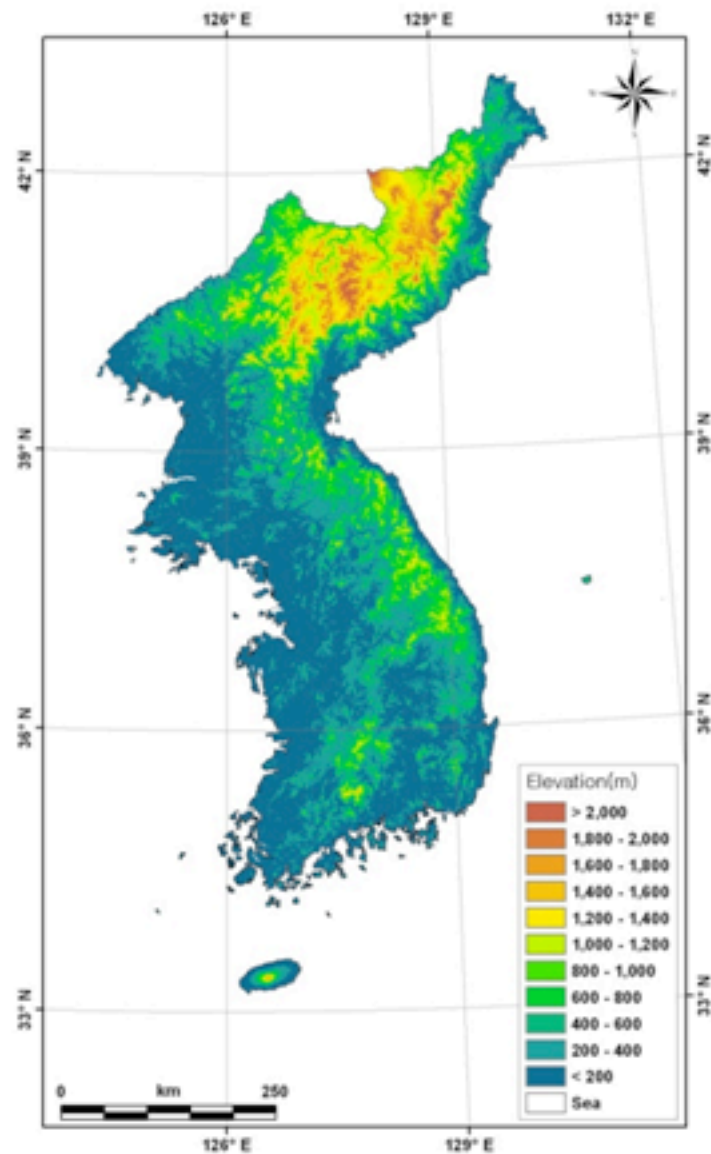 126° E 129° E 132° E
N
42° N 42° N
39° N 39° N
36° N 36° N
33° N 33° N
Elevation(m)
> 2,000
1,800 - 2,000
1,600 - 1,800
1,400 - 1,600
1,200 - 1,400
1,000 - 1,200
800 - 1,000
600 - 800
400 - 600
200 - 400
< 200
Sea
0 km 250
126° E 129° E